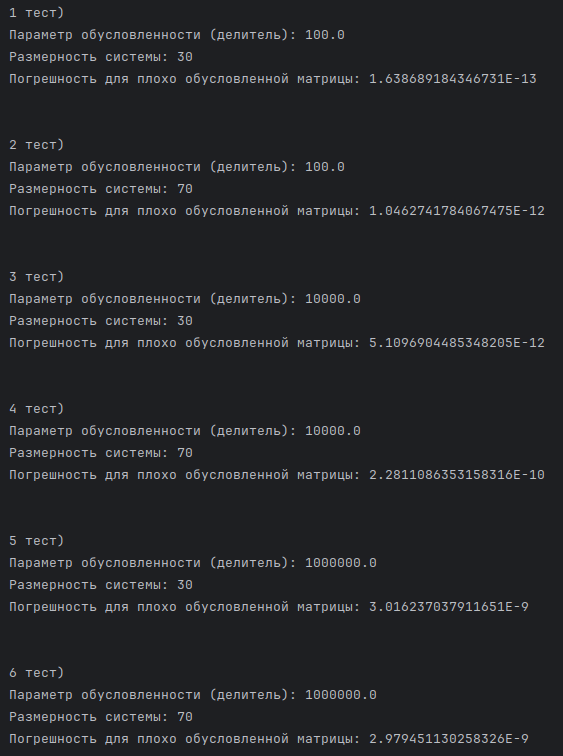 1 тест)
Параметр обусловленности (делитель): 100.0
Размерность системы: 30
Погрешность для плохо обусловленной матрицы: 1.638689184346731E-13
2 тест)
Параметр обусловленности (делитель): 100.0
Размерность системы: 70
Погрешность для плохо обусловленной матрицы: 1.0462741784067475E-12
3 тест)
Параметр обусловленности (делитель): 10000.0
Размерность системы: 30
Погрешность для плохо обусловленной матрицы: 5.1096904485348205E-12
4 тест)
Параметр обусловленности (делитель): 10000.0
Размерность системы: 70
Погрешность для плохо обусловленной матрицы: 2.2811086353158316E-10
5 тест)
Параметр обусловленности (делитель): 1000000.0
Размерность системы: 30
Погрешность для плохо обусловленной матрицы: 3.016237037911651E-9
6 тест)
Параметр обусловленности (делитель): 1000000.0
Размерность системы: 70
Погрешность для плохо обусловленной матрицы: 2.979451130258326E-9